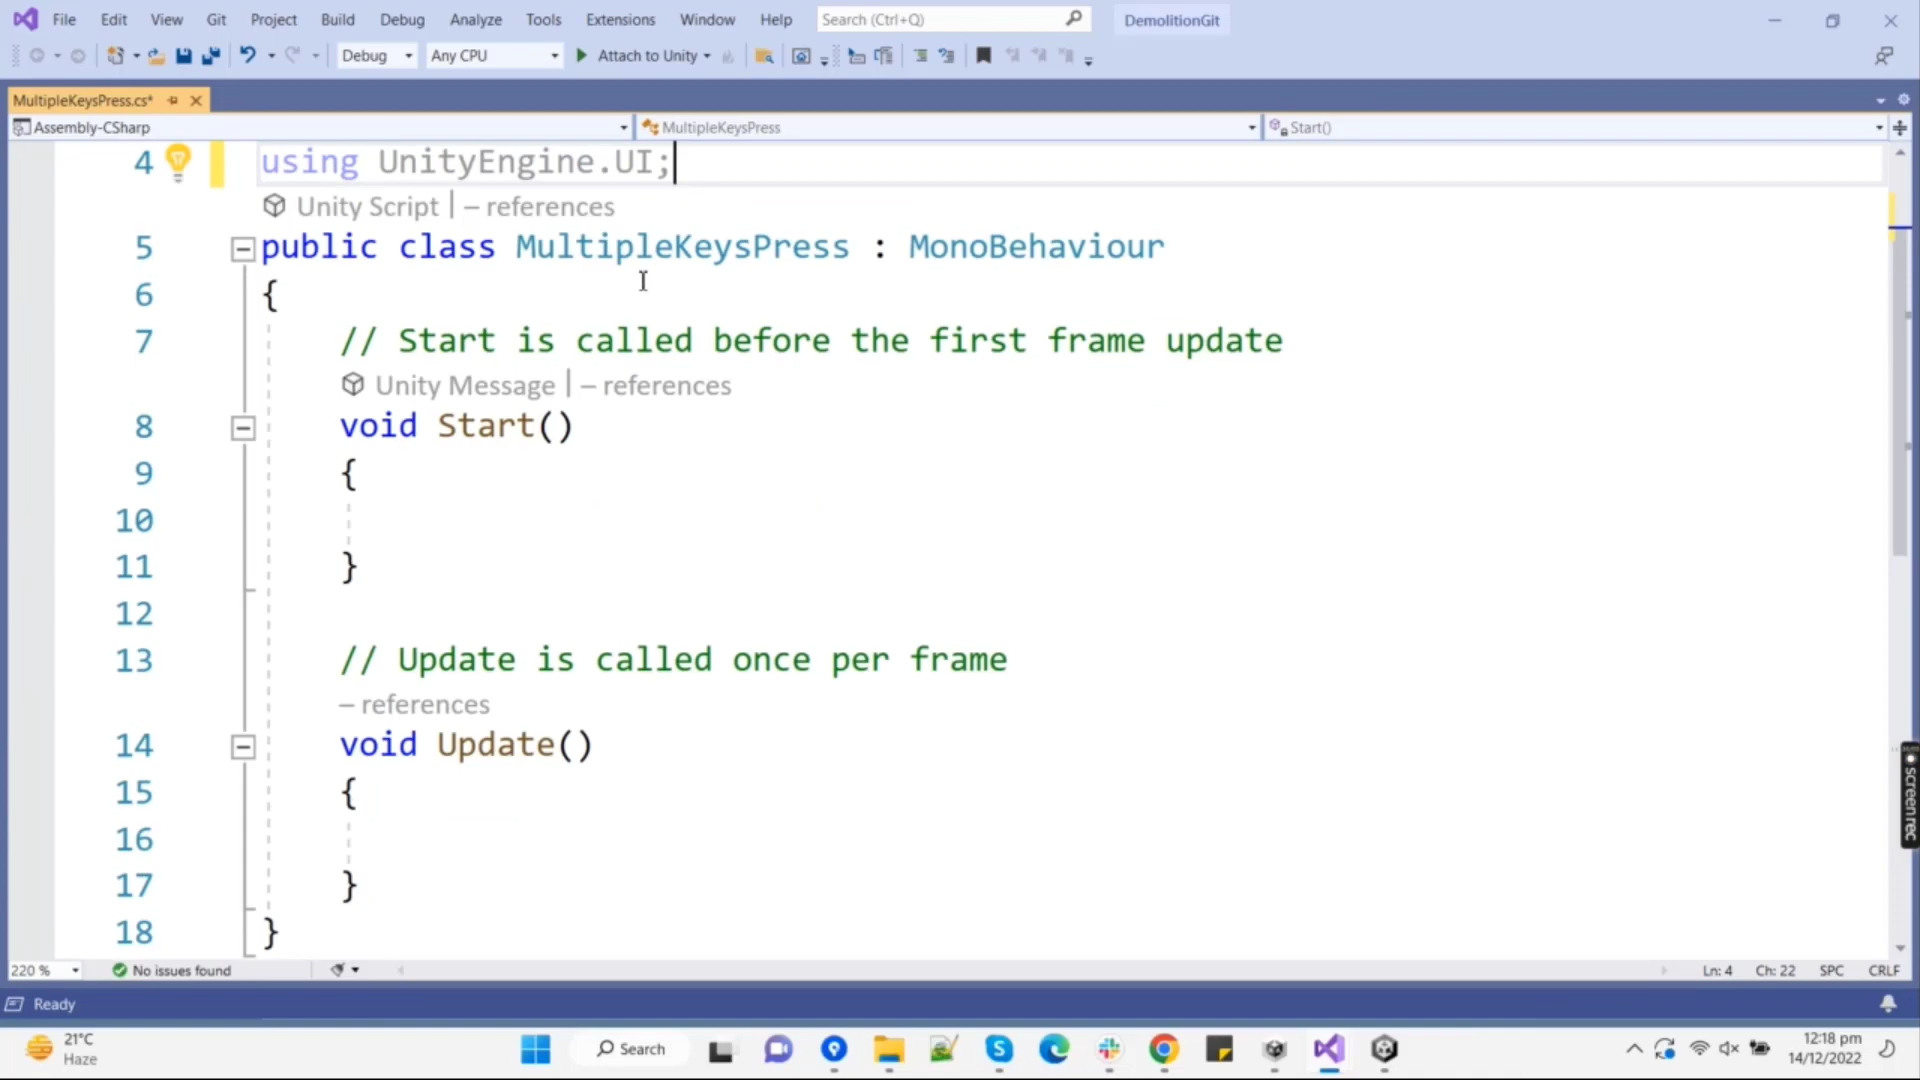 File Edit View Git Project Build Debug Analyze Tools Extensions Window Help Search (Ctrl+Q) DemolitionGit
Debug Any CPU Attach to Unity
MultipleKeysPress.cs*
Assembly-CSharp MultipleKeysPress Start()
4 using UnityEngine.UI;
Unity Script | – references
5 public class MultipleKeysPress : MonoBehaviour
6 {
7 // Start is called before the first frame update
Unity Message | – references
8 void Start()
9 {
10
11 }
12
13 // Update is called once per frame
– references
14 void Update()
15 {
16
17 }
18 }
220 % No issues found Ln: 4 Ch: 22 SPC CRLF
Ready
screenrec
21°C
Haze
Search
12:18 pm
14/12/2022